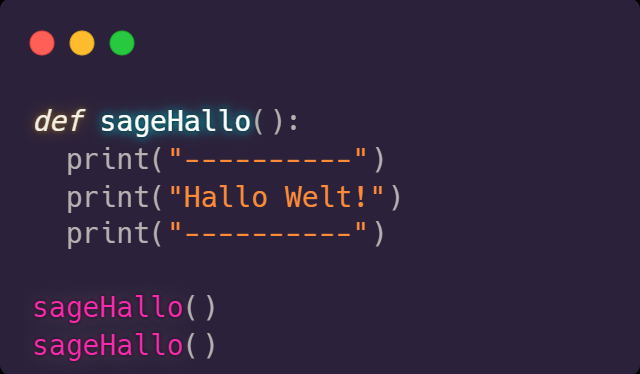 def sageHallo():
  print("----------")
  print("Hallo Welt!")
  print("----------")

sageHallo()
sageHallo()